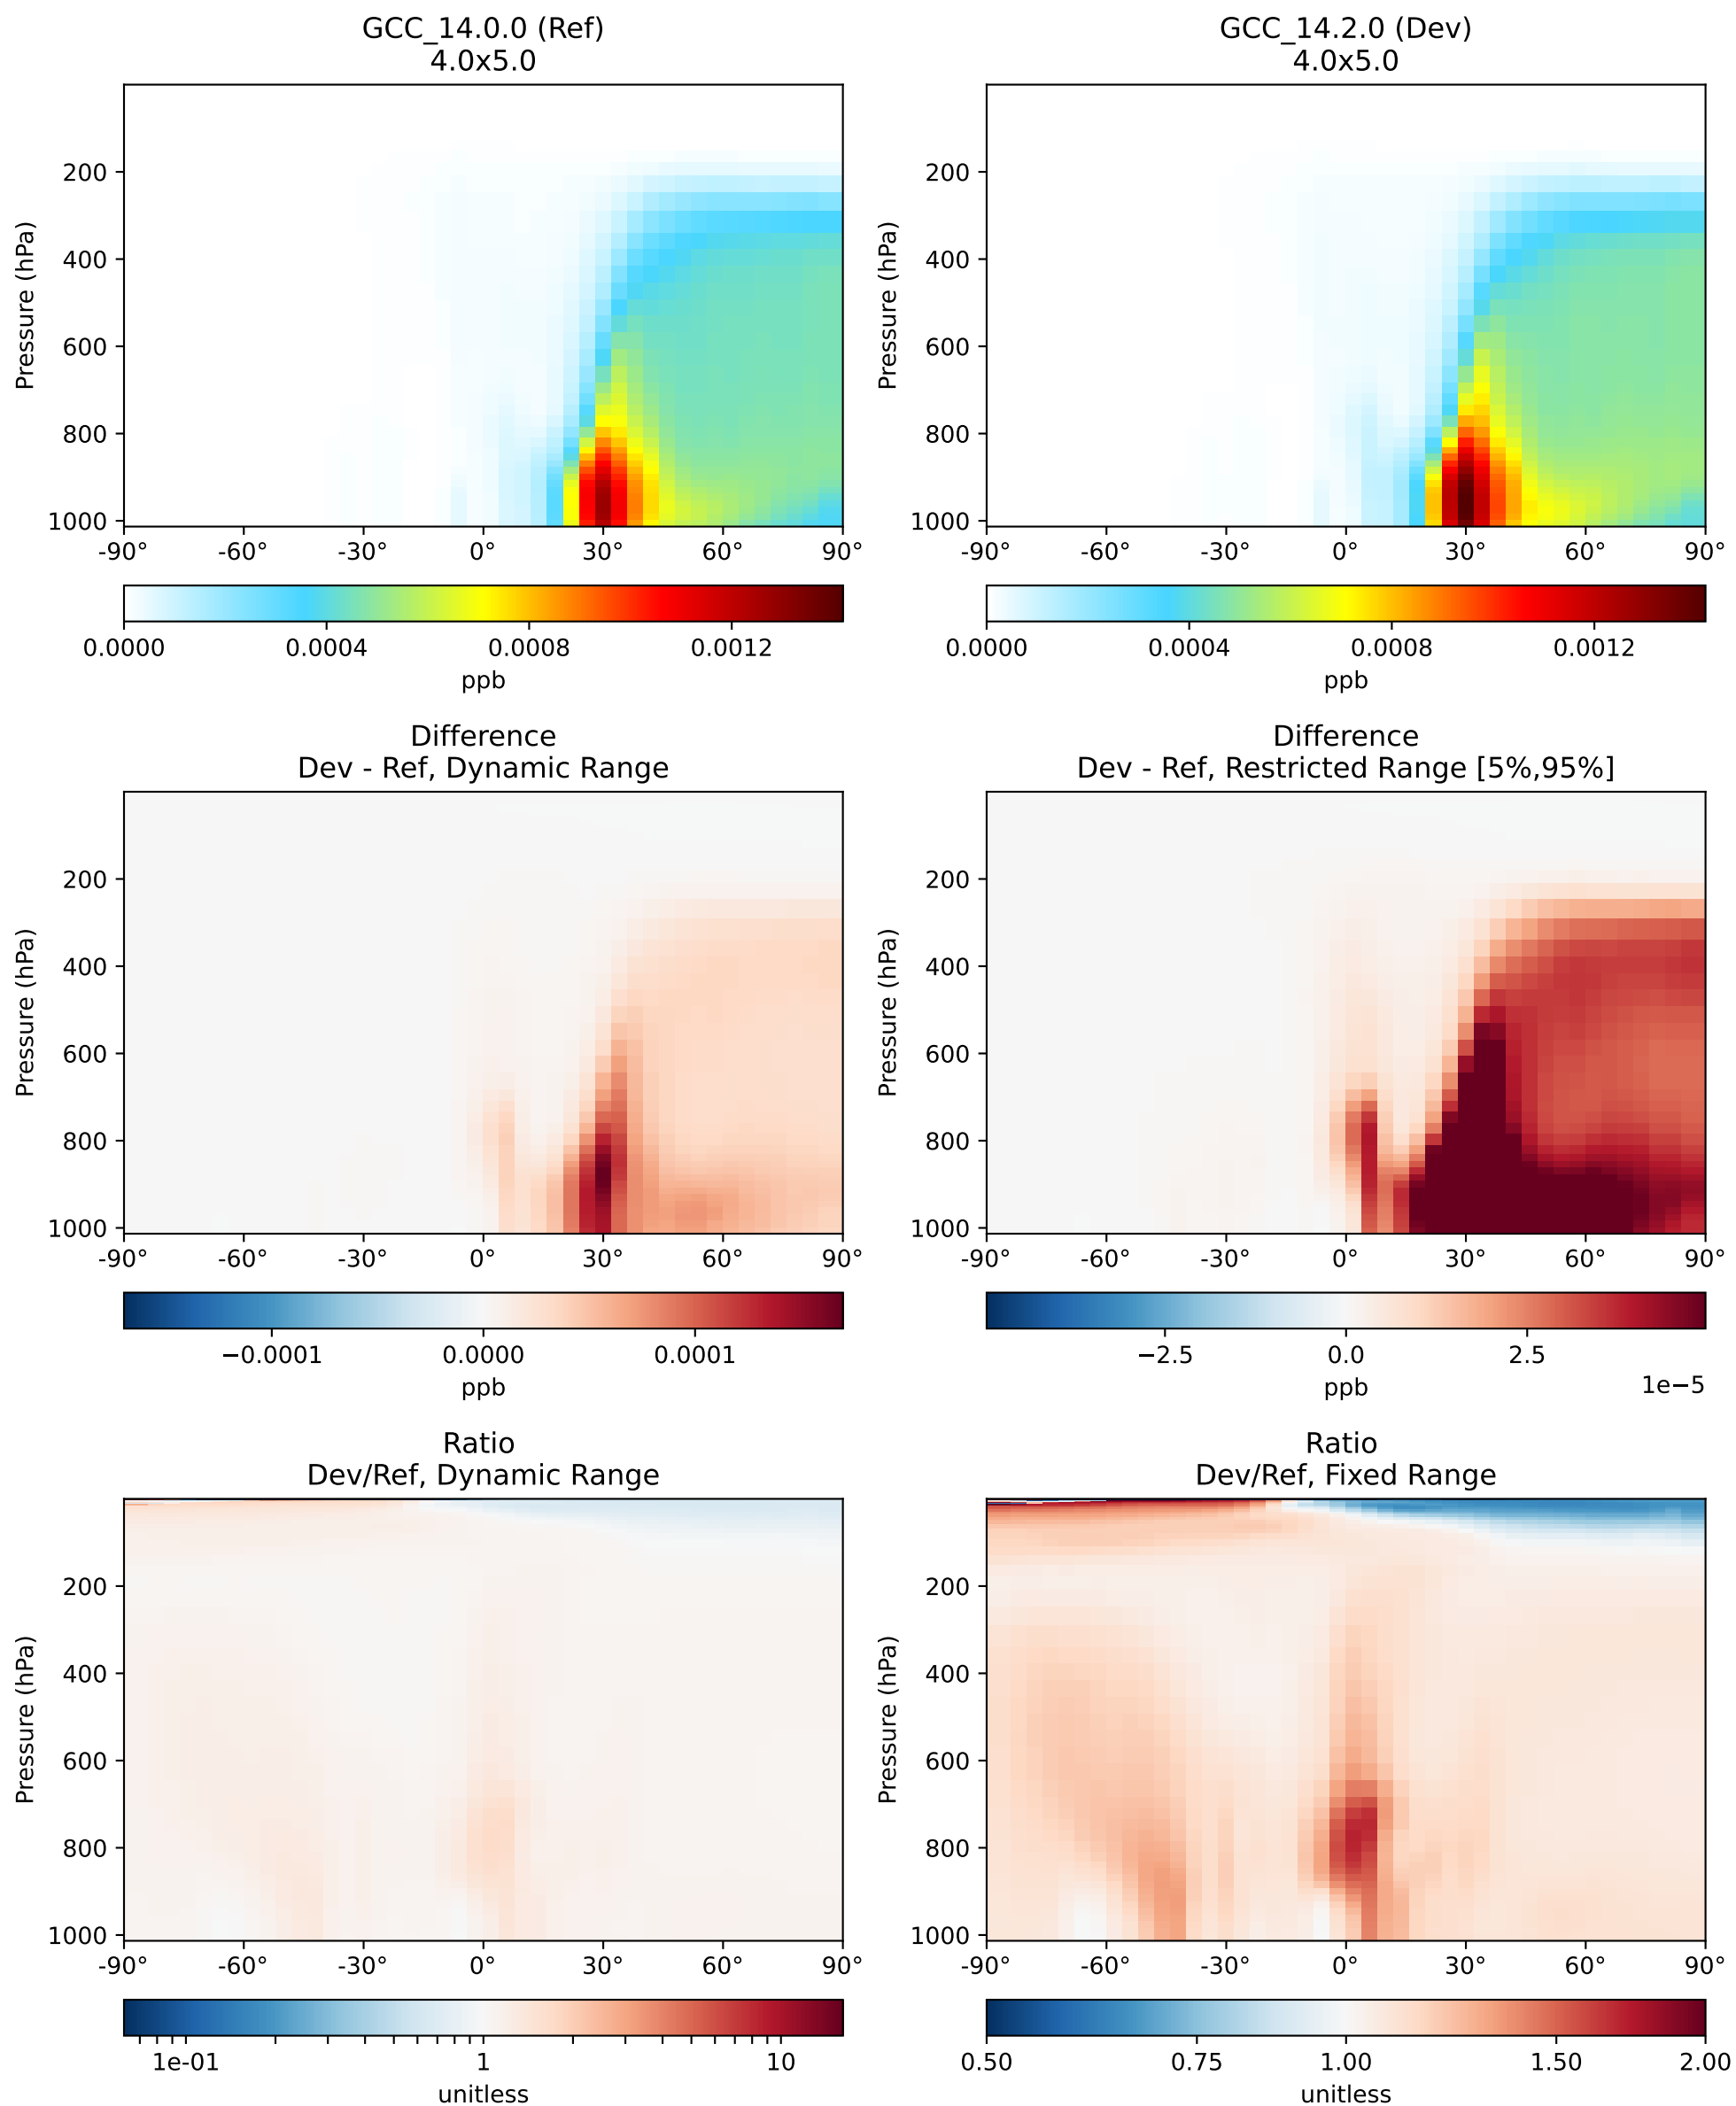 GCC_14.0.0 (Ref)
4.0x5.0
GCC_14.2.0 (Dev)
4.0x5.0
Pressure (hPa)
200
400
600
800
1000
-90° -60° -30° 0° 30° 60° 90°
0.0000 0.0004 0.0008 0.0012
ppb
Pressure (hPa)
200
400
600
800
1000
-90° -60° -30° 0° 30° 60° 90°
0.0000 0.0004 0.0008 0.0012
ppb
Difference
Dev - Ref, Dynamic Range
Difference
Dev - Ref, Restricted Range [5%,95%]
Pressure (hPa)
200
400
600
800
1000
-90° -60° -30° 0° 30° 60° 90°
−0.0001 0.0000 0.0001
ppb
Pressure (hPa)
200
400
600
800
1000
-90° -60° -30° 0° 30° 60° 90°
−2.5 0.0 2.5
1e−5
ppb
Ratio
Dev/Ref, Dynamic Range
Ratio
Dev/Ref, Fixed Range
Pressure (hPa)
200
400
600
800
1000
-90° -60° -30° 0° 30° 60° 90°
1e-01 1 10
unitless
Pressure (hPa)
200
400
600
800
1000
-90° -60° -30° 0° 30° 60° 90°
0.50 0.75 1.00 1.50 2.00
unitless